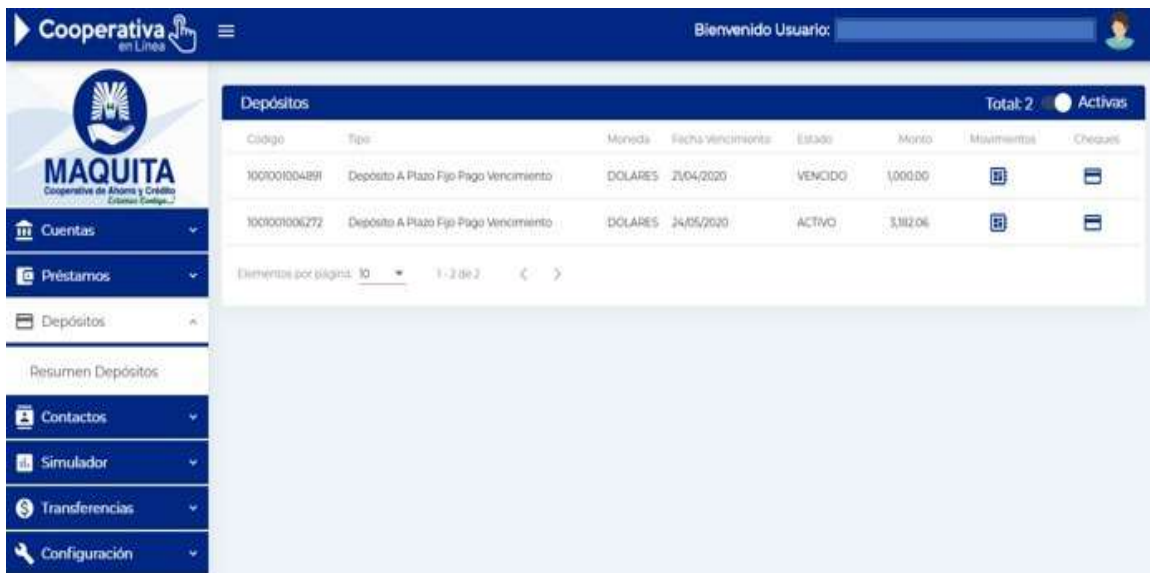 Cooperativa
en Línea
Bienvenido Usuario:
MAQUITA
Cooperativa de Ahorro y Crédito
Estamos Contigo...!
Depósitos
Total: 2
Activas
Código Tipo Moneda Fecha Vencimiento Estado Monto Movimientos Cheques
1001001004891 Depósito A Plazo Fijo Pago Vencimiento DOLARES 21/04/2020 VENCIDO 1,000.00
1001001006272 Depósito A Plazo Fijo Pago Vencimiento DOLARES 24/05/2020 ACTIVO 3,182.06
Elementos por página: 10 1 - 2 de 2
Cuentas
Préstamos
Depósitos
Resumen Depósitos
Contactos
Simulador
Transferencias
Configuración